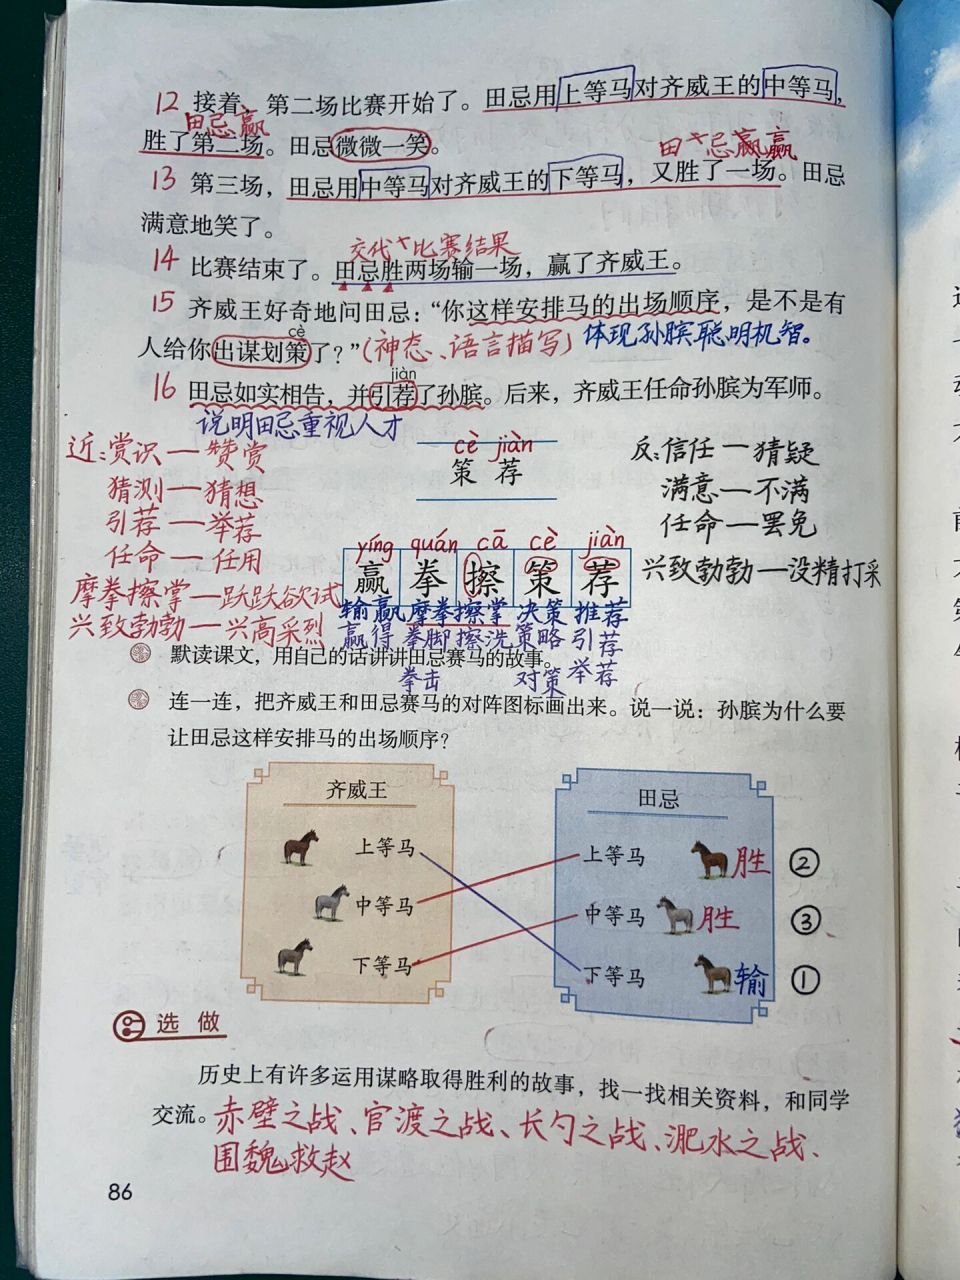 12 接着，第二场比赛开始了。田忌用上等马对齐威王的中等马，
田忌赢
胜了第二场。田忌微微一笑。
田忌赢赢
13 第三场，田忌用中等马对齐威王的下等马，又胜了一场。田忌
满意地笑了。
交代比赛结果
14 比赛结束了。田忌胜两场输一场，赢了齐威王。
15 齐威王好奇地问田忌：“你这样安排马的出场顺序，是不是有
cè
人给你出谋划策了？”（神态、语言描写）体现孙膑聪明机智。
jiàn
16 田忌如实相告，并引荐了孙膑。后来，齐威王任命孙膑为军师。
说明田忌重视人才
cè jiàn
策 荐
近：赏识—赞赏
猜测—猜想
引荐—举荐
任命—任用
摩拳擦掌—跃跃欲试
兴致勃勃—兴高采烈
反：信任—猜疑
满意—不满
任命—罢免
兴致勃勃—没精打采
yíng quán cā cè jiàn
赢 拳 擦 策 荐
输赢 摩拳擦掌 决策 推荐
赢得 拳脚 擦洗 策略 引荐
拳击 对策 举荐
默读课文，用自己的话讲讲田忌赛马的故事。
连一连，把齐威王和田忌赛马的对阵图标画出来。说一说：孙膑为什么要
让田忌这样安排马的出场顺序？
齐威王
上等马
中等马
下等马
田忌
上等马 胜 ②
中等马 胜 ③
下等马 输 ①
选做
历史上有许多运用谋略取得胜利的故事，找一找相关资料，和同学
交流。赤壁之战、官渡之战、长勺之战、淝水之战、
围魏救赵
86